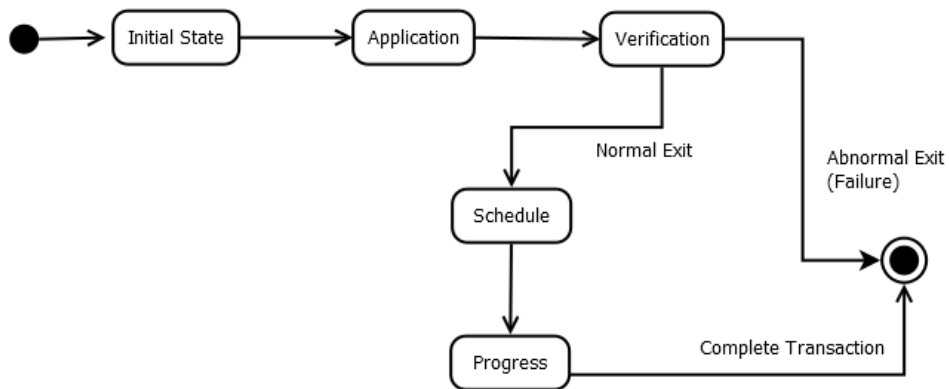 Initial State
Application
Verification
Normal Exit
Abnormal Exit
(Failure)
Schedule
Progress
Complete Transaction